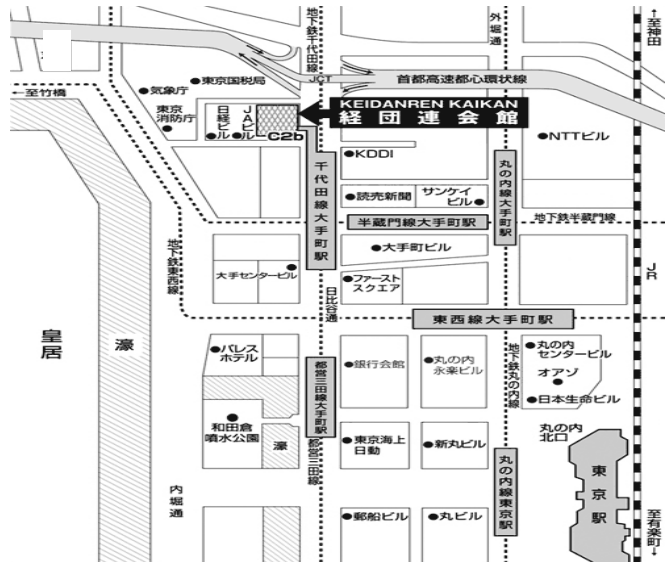 地下鉄千代田線
外堀通
←至神田
JCT
首都高速都心環状線
東京国税局
気象庁
←至竹橋
東京
消防庁
日経ビル
JAビル
C2b
KEIDANREN KAIKAN
経団連会館
KDDI
NTTビル
千代田線大手町駅
丸の内線大手町駅
読売新聞
サンケイ
ビル
半蔵門線大手町駅
地下鉄半蔵門線
大手町ビル
地下鉄東西線
大手センタービル
ファースト
スクエア
日比谷通
JR
東西線大手町駅
皇居
濠
パレス
ホテル
都営三田線大手町駅
銀行会館
丸の内
永楽ビル
地下鉄丸の内線
丸の内
センタービル
オアゾ
日本生命ビル
和田倉
噴水公園
濠
都営三田線
東京海上
日動
新丸ビル
丸の内
北口
東京駅
丸の内線東京駅
内堀通
郵船ビル
丸ビル
至有楽町→